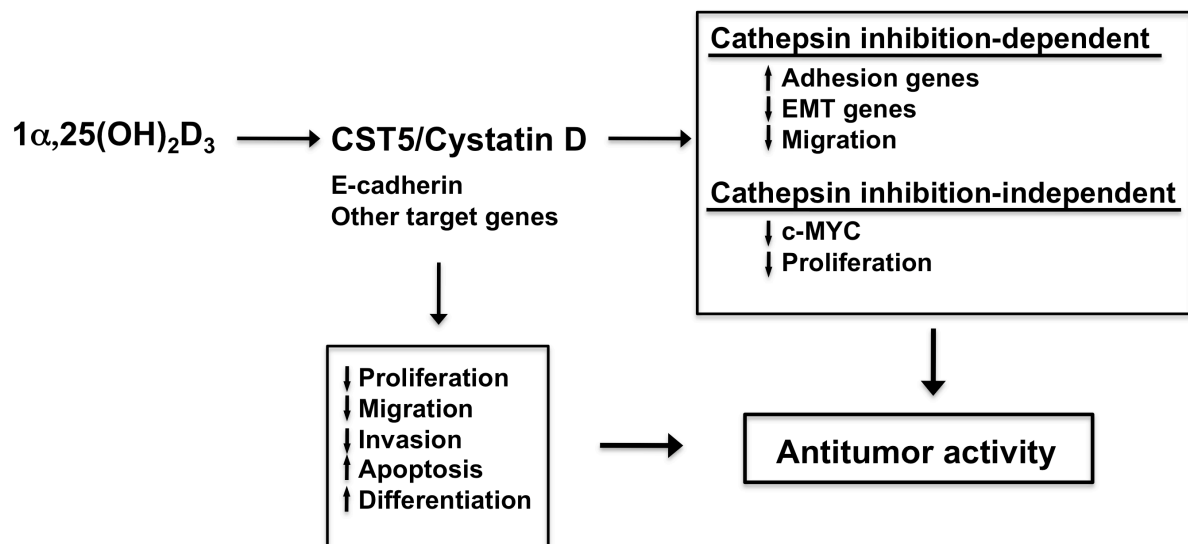 1α,25(OH)₂D₃
CST5/Cystatin D
E-cadherin
Other target genes
Cathepsin inhibition-dependent
↑ Adhesion genes
↓ EMT genes
↓ Migration
Cathepsin inhibition-independent
↓ c-MYC
↓ Proliferation
↓ Proliferation
↓ Migration
↓ Invasion
↑ Apoptosis
↑ Differentiation
Antitumor activity